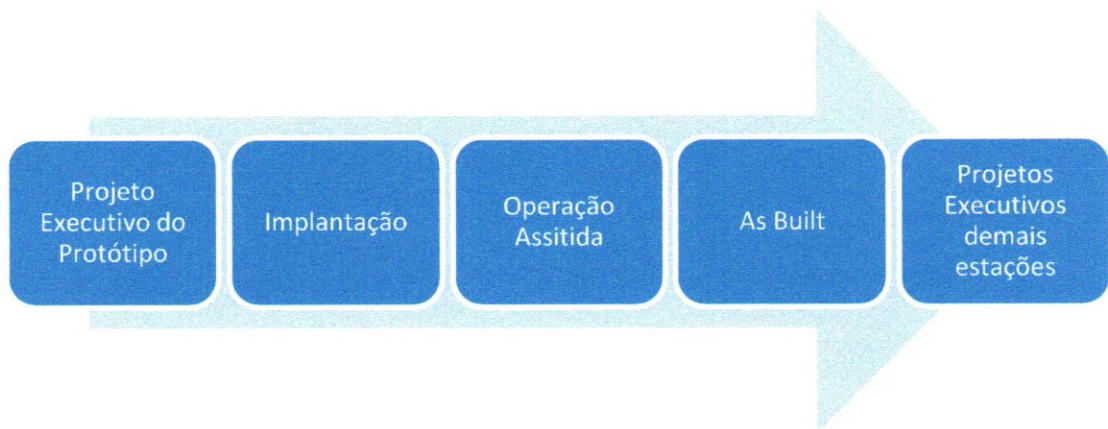 Projeto
Executivo do
Protótipo
Implantação
Operação
Assitida
As Built
Projetos
Executivos
demais
estações